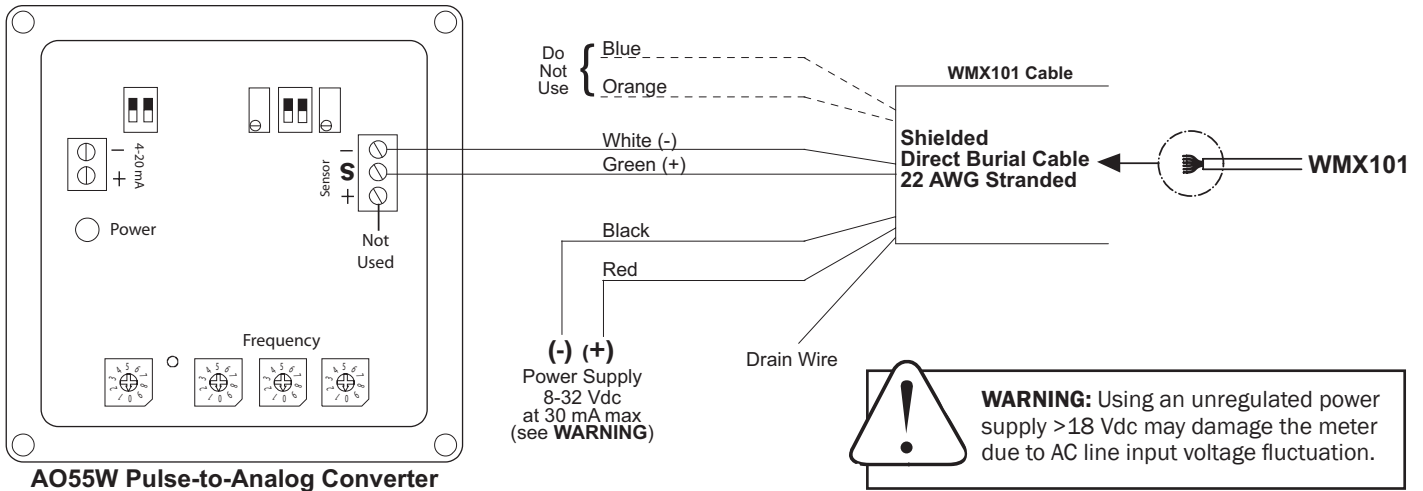 Do
Not
Use
{
Blue
Orange
WMX101 Cable
White (-)
Green (+)
Shielded
Direct Burial Cable
22 AWG Stranded
WMX101
–
+
4-20 mA
Sensor
–
S
+
Power
Not
Used
Black
Red
Frequency
(-) (+)
Power Supply
8-32 Vdc
at 30 mA max
(see WARNING)
Drain Wire
!
WARNING: Using an unregulated power
supply >18 Vdc may damage the meter
due to AC line input voltage fluctuation.
AO55W Pulse-to-Analog Converter